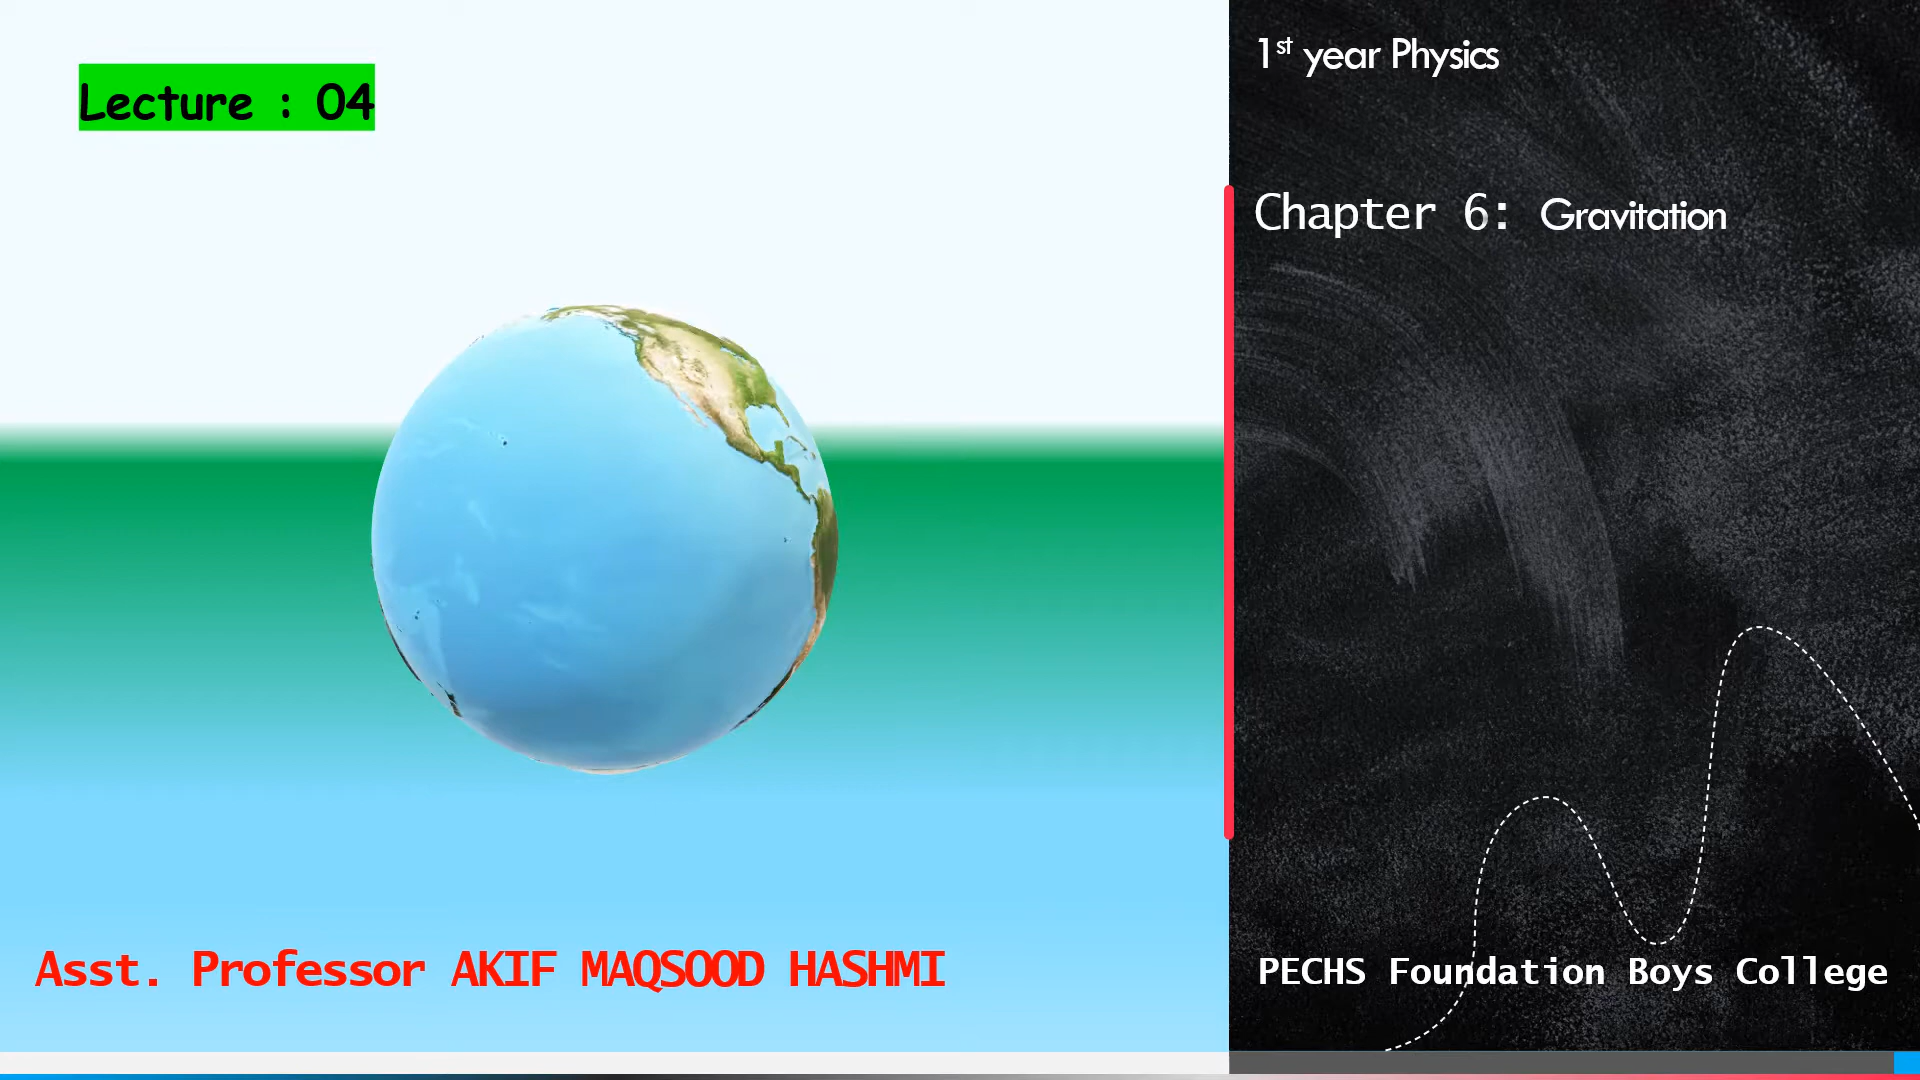 Lecture : 04
1st year Physics
Chapter 6: Gravitation
Asst. Professor AKIF MAQSOOD HASHMI
PECHS Foundation Boys College